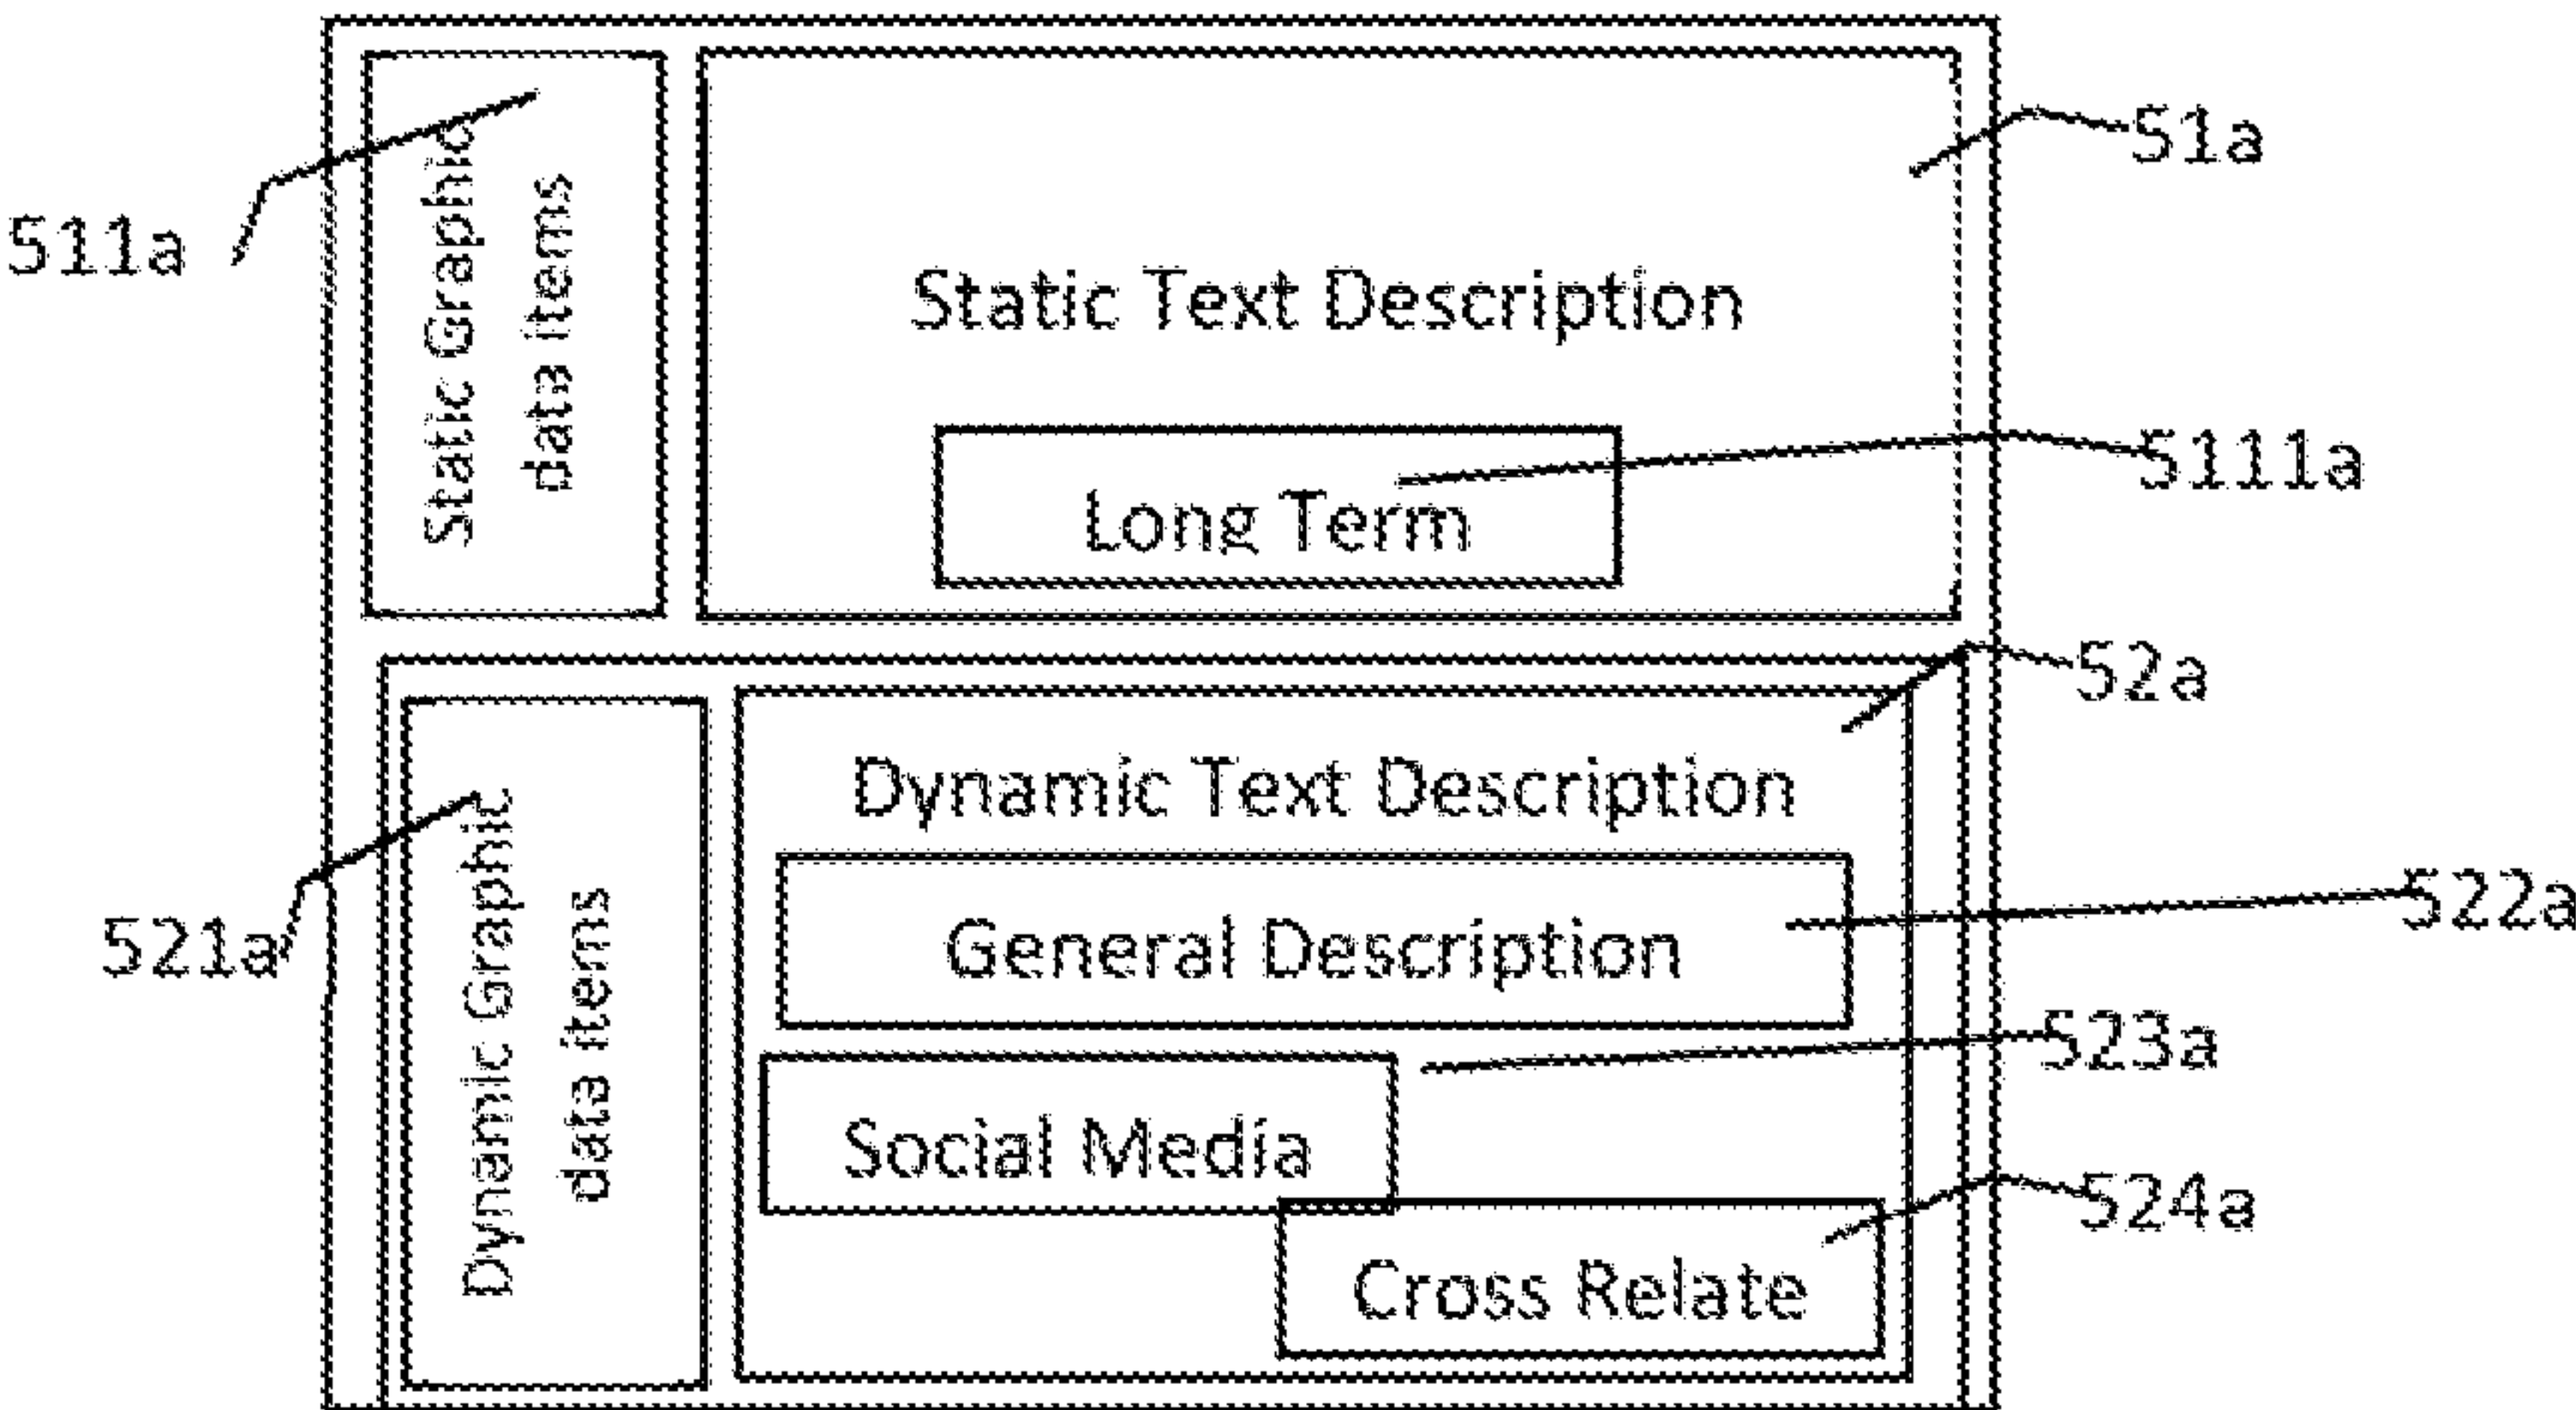 51a
511a
Static Graphic
data items
Static Text Description
5111a
Long Term
52a
Dynamic Text Description
521a
Dynamic Graphic
data items
522a
General Description
523a
Social Media
524a
Cross Relate